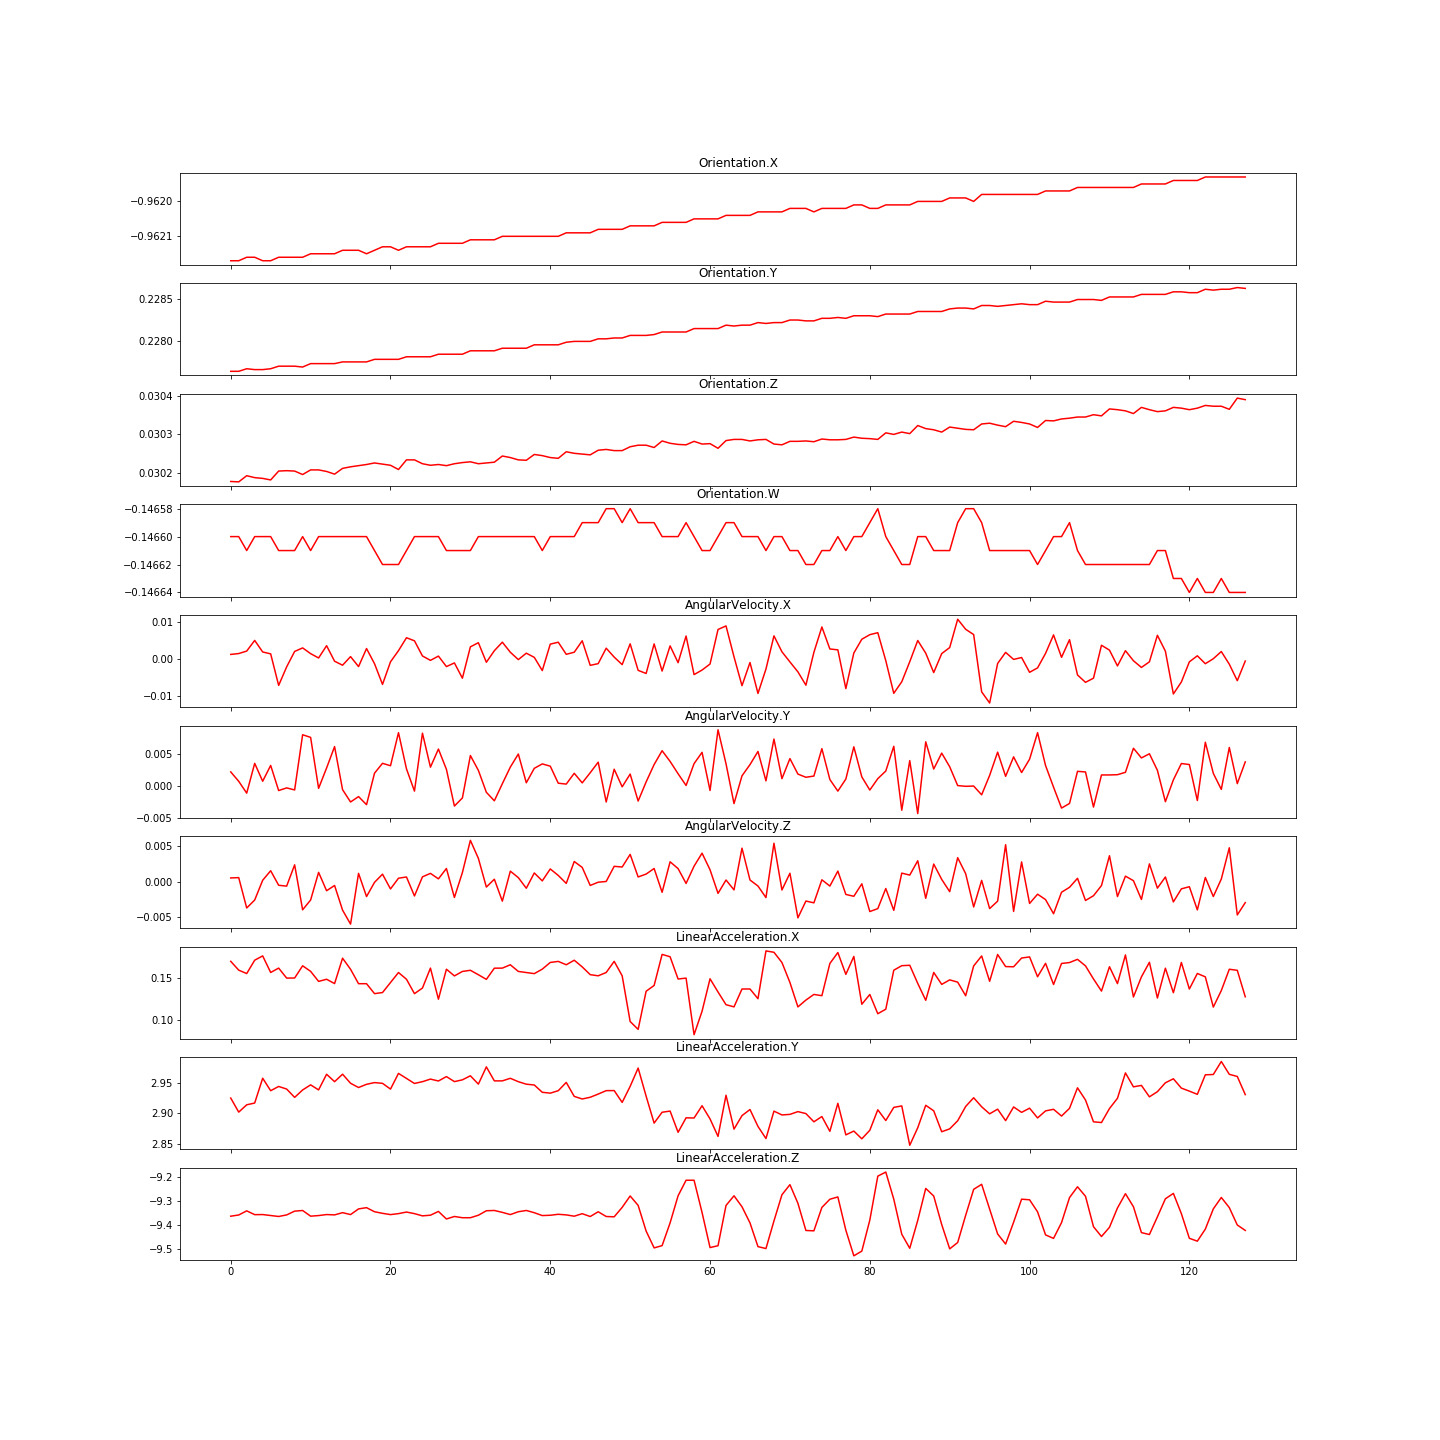 Orientation.X
−0.9620
−0.9621
Orientation.Y
0.2285
0.2280
Orientation.Z
0.0304
0.0303
0.0302
Orientation.W
−0.14658
−0.14660
−0.14662
−0.14664
AngularVelocity.X
0.01
0.00
−0.01
AngularVelocity.Y
0.005
0.000
−0.005
AngularVelocity.Z
0.005
0.000
−0.005
LinearAcceleration.X
0.15
0.10
LinearAcceleration.Y
2.95
2.90
2.85
LinearAcceleration.Z
−9.2
−9.3
−9.4
−9.5
0 20 40 60 80 100 120